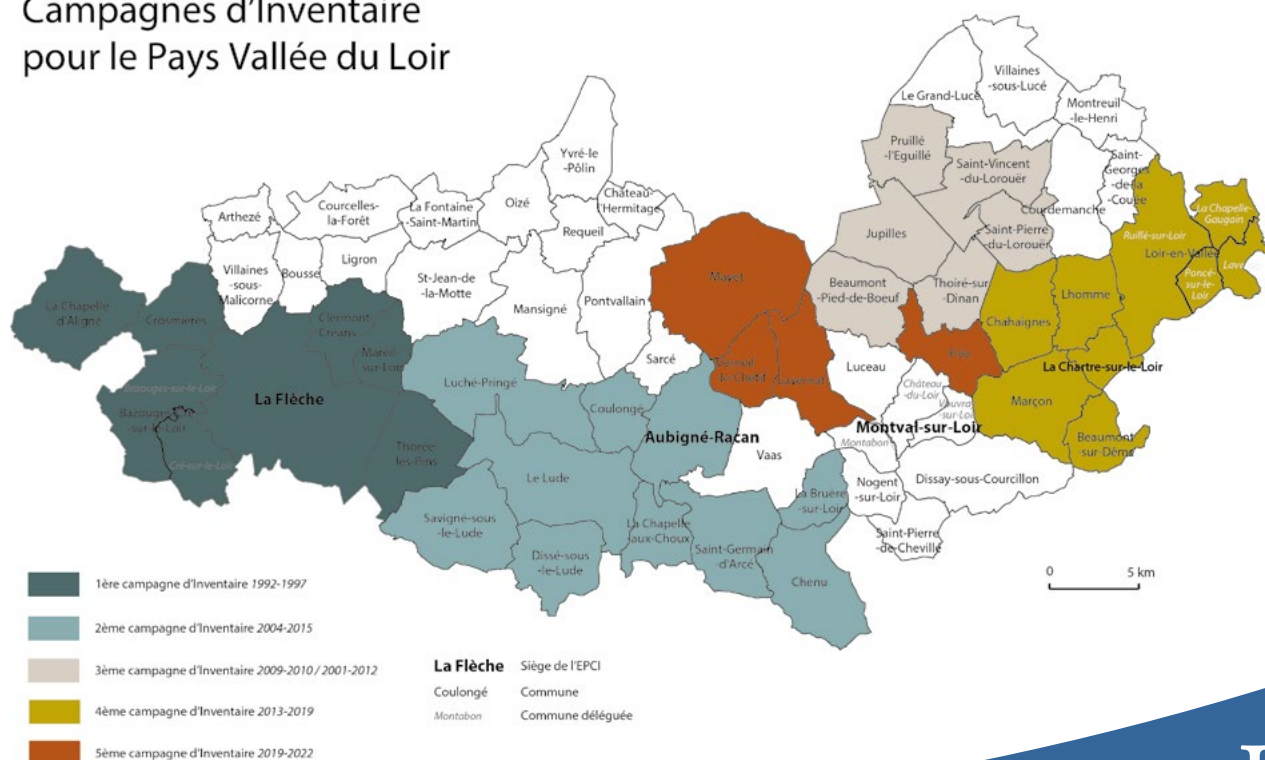 Campagnes d'Inventaire
pour le Pays Vallée du Loir
Le Grand-Lucé
Villaines
-sous-Lucé
Montreuil
-le-Henri
Pruillé
-l'Eguillé
Saint-Vincent
-du-Lorouër
Saint-
Georges
-de-la
-Couée
Courdemanche
Jupilles
Saint-Pierre
-du-Lorouër
Beaumont
-Pied-de-Boeuf
Thoiré-sur
-Dinan
Ruillé-sur-Loir
La Chapelle-
Gaugain
Loir-en-Vallée
Poncé-
sur-le-
Loir
Lav
Chahaignes
Lhomme
La Chartre-sur-le-Loir
Marçon
Beaumont
-sur-Dême
Yvré-le
-Pôlin
Château-
l'Hermitage
Oizé
Requeil
La Fontaine
-Saint-Martin
Courcelles-
la-Forêt
Arthezé
Ligron
Bousse
Villaines
-sous-
Malicorne
St-Jean-de
-la-Motte
Mansigné
Pontvallain
Sarcé
Mayet
Verneil
-le-Chétif
Lavernat
Luceau
Flée
Château
-du-Loir
Vouvray
-sur-Loir
Montval-sur-Loir
Montabon
La Chapelle
d'Aligné
Crosmières
Clermont
Créans
Mareil
-sur-Loir
La Flèche
Bazouges-sur-le-Loir
Bazouges-Cré
-sur-le-Loir
Cré-sur-le-Loir
Thorée
-les-Pins
Luché-Pringé
Coulongé
Aubigné-Racan
Vaas
Le Lude
La Bruère
-sur-Loir
Nogent
-sur-Loir
Dissay-sous-Courcillon
Saint-Pierre
-de-Chevillé
Savigné-sous
-le-Lude
Dissé-sous
-le-Lude
La Chapelle
-aux-Choux
Saint-Germain
-d'Arcé
Chenu
0 5 km
1ère campagne d'Inventaire 1992-1997
2ème campagne d'Inventaire 2004-2015
3ème campagne d'Inventaire 2009-2010 / 2001-2012
4ème campagne d'Inventaire 2013-2019
5ème campagne d'Inventaire 2019-2022
La Flèche Siège de l'EPCI
Coulongé Commune
Montabon Commune déléguée